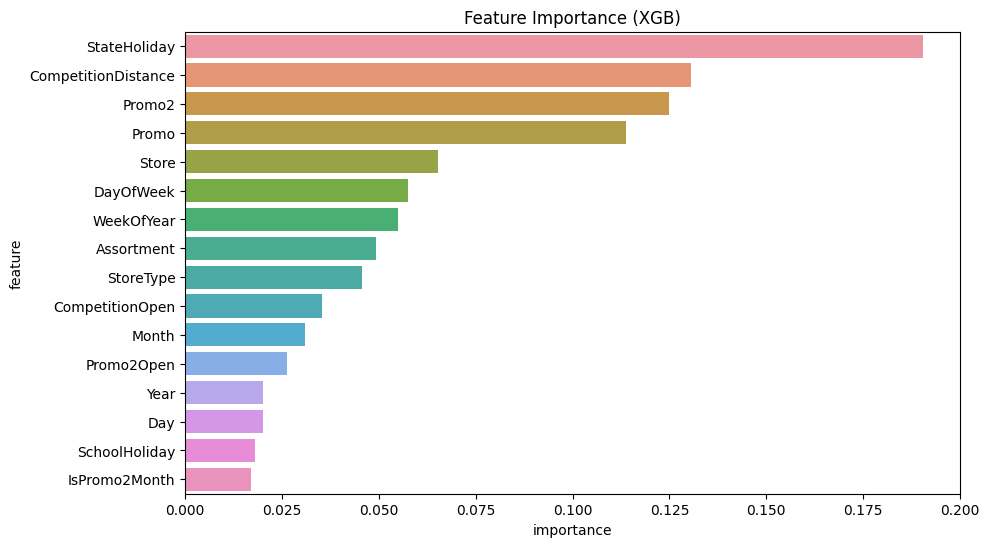 Feature Importance (XGB)
StateHoliday
CompetitionDistance
Promo2
Promo
Store
DayOfWeek
WeekOfYear
Assortment
StoreType
CompetitionOpen
Month
Promo2Open
Year
Day
SchoolHoliday
IsPromo2Month
feature
0.000 0.025 0.050 0.075 0.100 0.125 0.150 0.175 0.200
importance